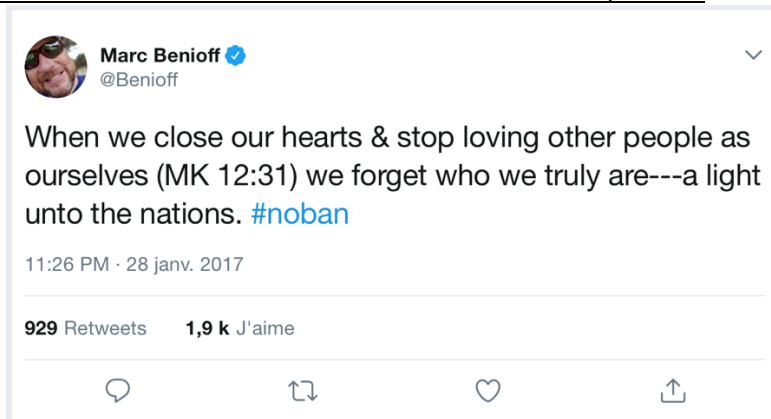 Marc Benioff
@Benioff
When we close our hearts & stop loving other people as
ourselves (MK 12:31) we forget who we truly are---a light
unto the nations. #noban
11:26 PM · 28 janv. 2017
929 Retweets 1,9 k J'aime